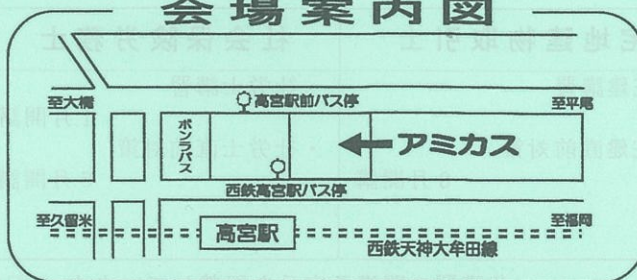 会場案内図
至大橋
高宮駅前バス停
至平尾
ボンラパス
アミカス
西鉄高宮駅バス停
至久留米
高宮駅
至福岡
西鉄天神大牟田線